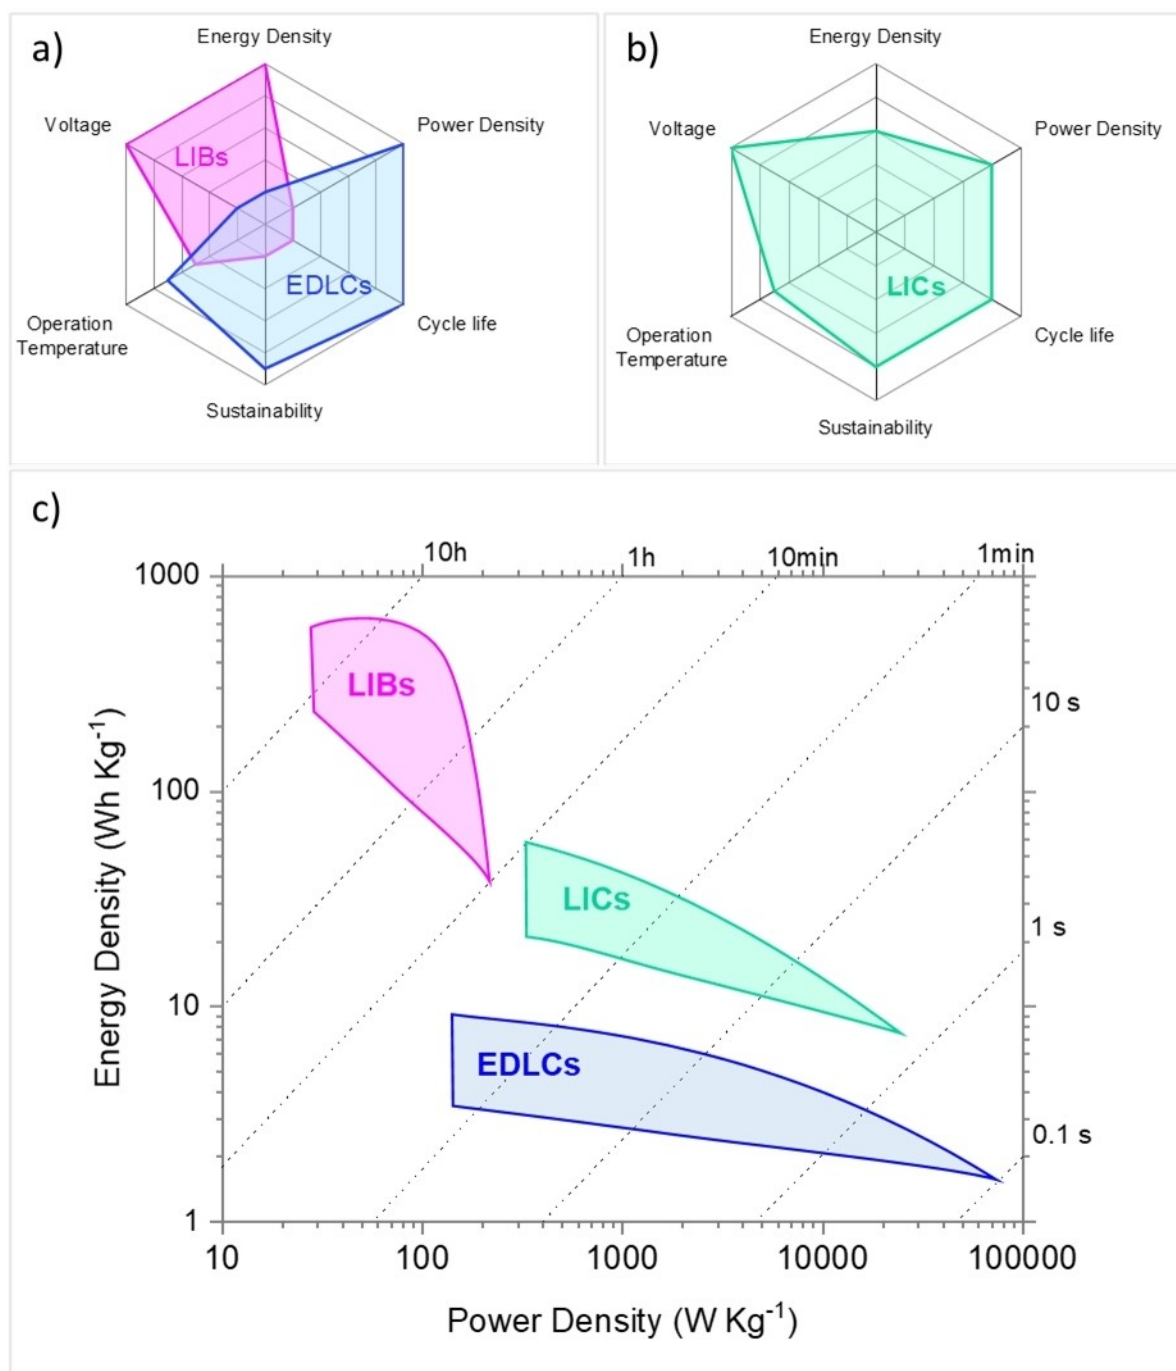 a)
Energy Density
Voltage
Power Density
LIBs
EDLCs
Operation
Temperature
Cycle life
Sustainability
b)
Energy Density
Voltage
Power Density
LICs
Operation
Temperature
Cycle life
Sustainability
c)
10h
1h
10min
1min
1000
LIBs
10 s
100
LICs
1 s
10
EDLCs
0.1 s
1
10
100
1000
10000
100000
Energy Density (Wh Kg⁻¹)
Power Density (W Kg⁻¹)